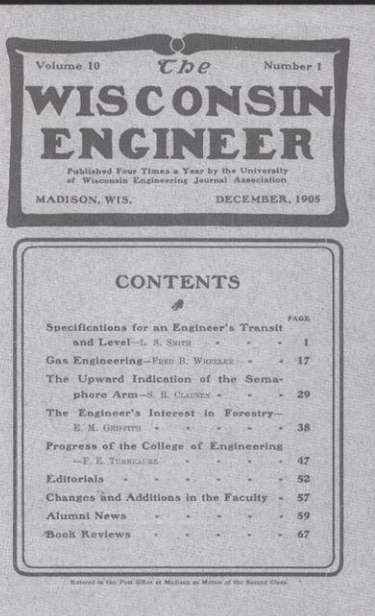 Volume 10 The Number 1
WISCONSIN
ENGINEER
Published Four Times a Year by the University
of Wisconsin Engineering Journal Association
MADISON, WIS. DECEMBER, 1905
CONTENTS
PAGE
Specifications for an Engineer's Transit
and Level—L. S. SMITH - - - 1
Gas Engineering—FRED B. WHEELER - - 17
The Upward Indication of the Sema-
phore Arm—S. R. CLAUSEN - - - 29
The Engineer's Interest in Forestry—
E. M. GRIFFITH - - - - - 38
Progress of the College of Engineering
—F. E. TURNEAURE - - - - 47
Editorials - - - - - - 52
Changes and Additions in the Faculty - 57
Alumni News - - - - - 59
Book Reviews - - - - - 67
Entered in the Post Office at Madison as Matter of the Second Class.